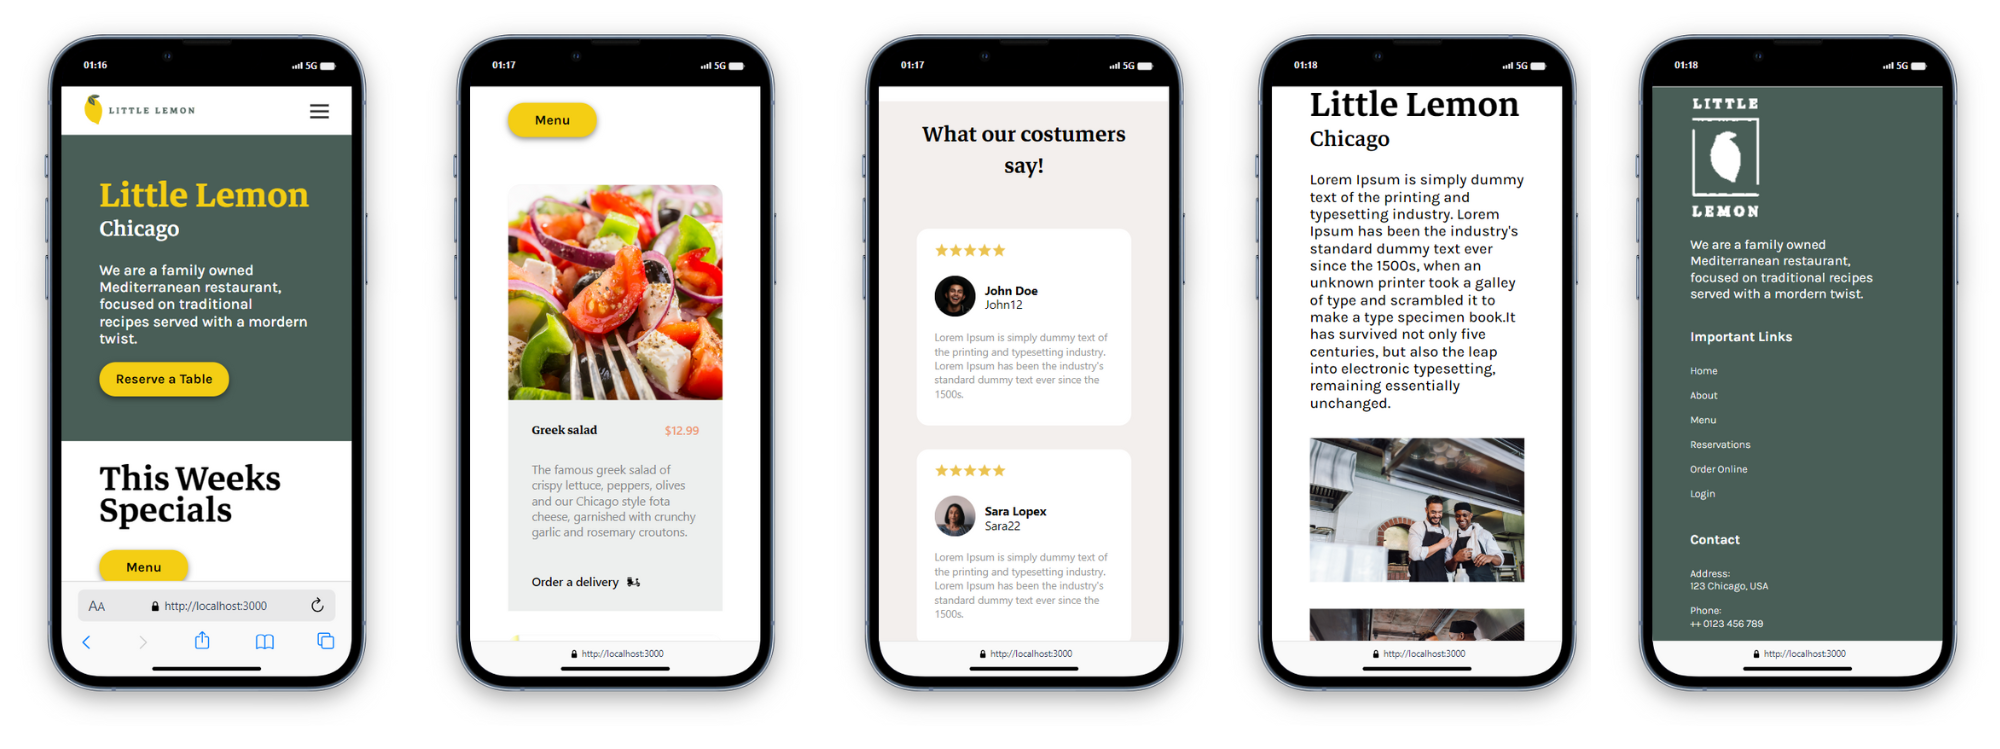 01:16
5G
LITTLE LEMON
Little Lemon
Chicago
We are a family owned
Mediterranean restaurant,
focused on traditional
recipes served with a mordern
twist.
Reserve a Table
This Weeks
Specials
Menu
AA
http://localhost:3000
01:17
5G
Menu
Greek salad
$12.99
The famous greek salad of
crispy lettuce, peppers, olives
and our Chicago style fota
cheese, garnished with crunchy
garlic and rosemary croutons.
Order a delivery
http://localhost:3000
01:17
5G
What our costumers
say!
John Doe
John12
Lorem Ipsum is simply dummy text of
the printing and typesetting industry.
Lorem Ipsum has been the industry's
standard dummy text ever since the
1500s.
Sara Lopex
Sara22
Lorem Ipsum is simply dummy text of
the printing and typesetting industry.
Lorem Ipsum has been the industry's
standard dummy text ever since the
1500s.
http://localhost:3000
01:18
5G
Little Lemon
Chicago
Lorem Ipsum is simply dummy
text of the printing and
typesetting industry. Lorem
Ipsum has been the industry's
standard dummy text ever
since the 1500s, when an
unknown printer took a galley
of type and scrambled it to
make a type specimen book.It
has survived not only five
centuries, but also the leap
into electronic typesetting,
remaining essentially
unchanged.
http://localhost:3000
01:18
5G
LITTLE
LEMON
We are a family owned
Mediterranean restaurant,
focused on traditional recipes
served with a mordern twist.
Important Links
Home
About
Menu
Reservations
Order Online
Login
Contact
Address:
123 Chicago, USA
Phone:
++ 0123 456 789
http://localhost:3000